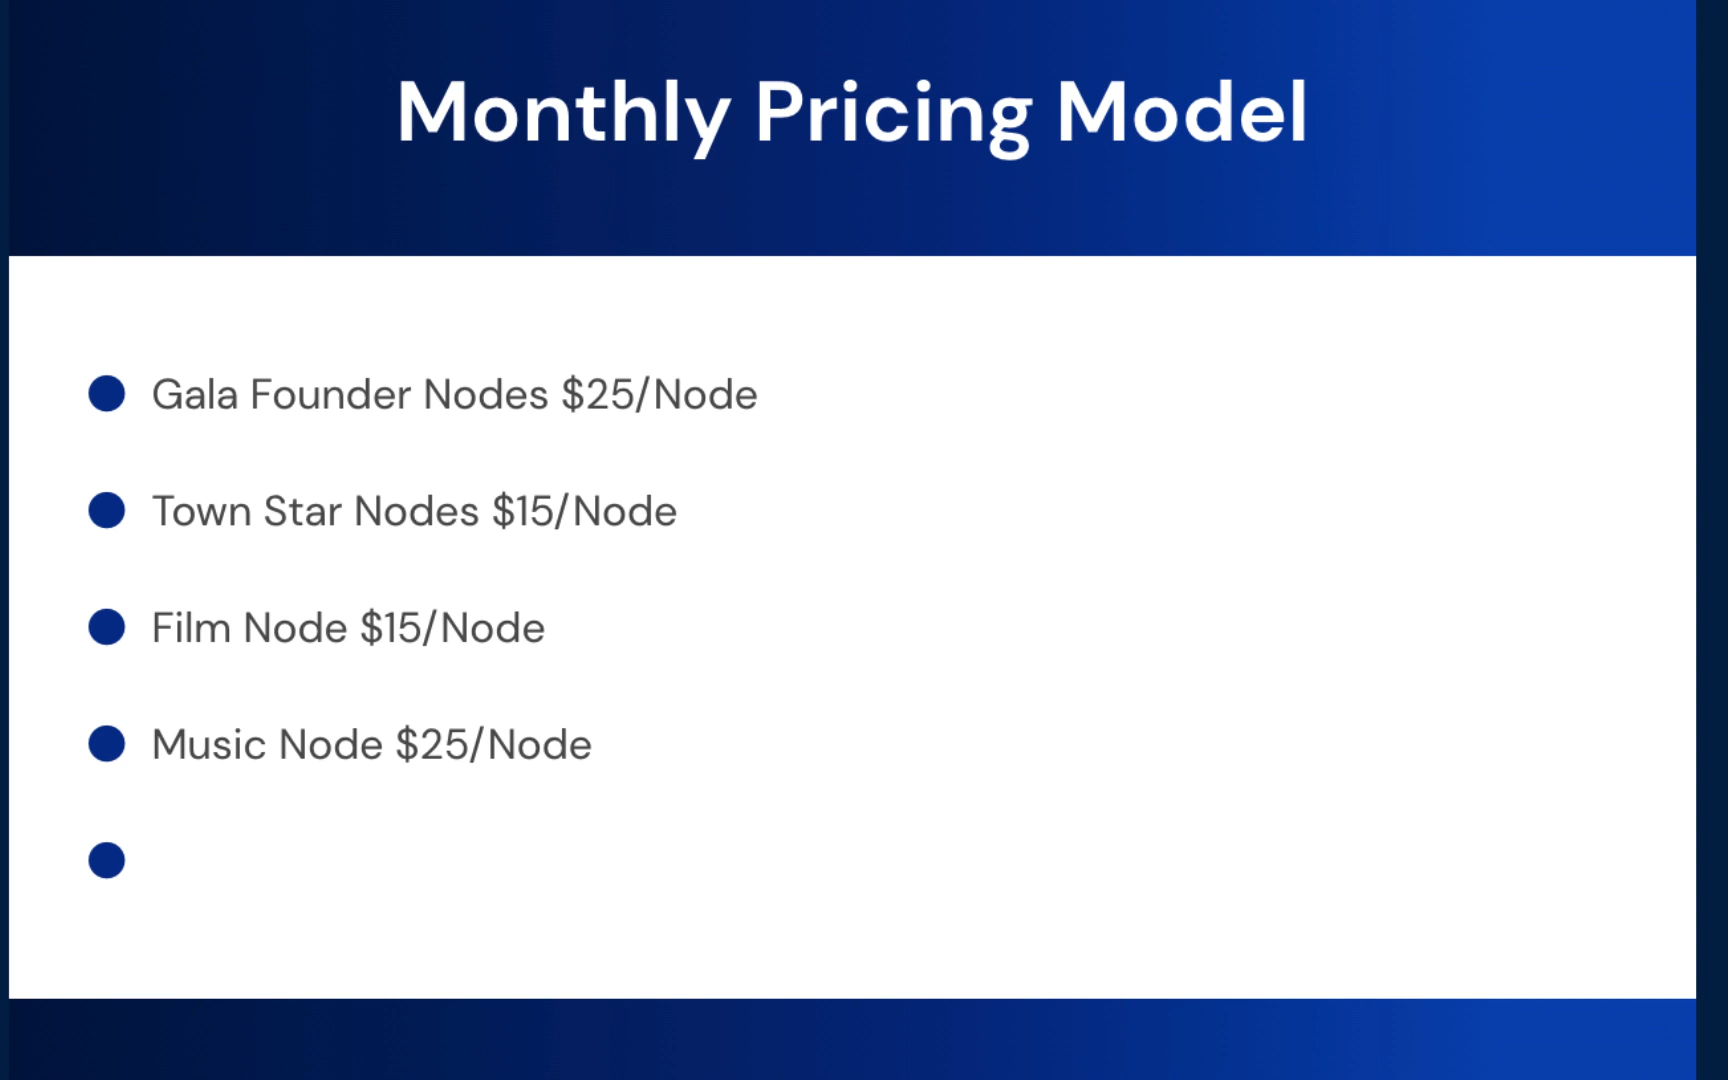 Monthly Pricing Model
Gala Founder Nodes $25/Node
Town Star Nodes $15/Node
Film Node $15/Node
Music Node $25/Node